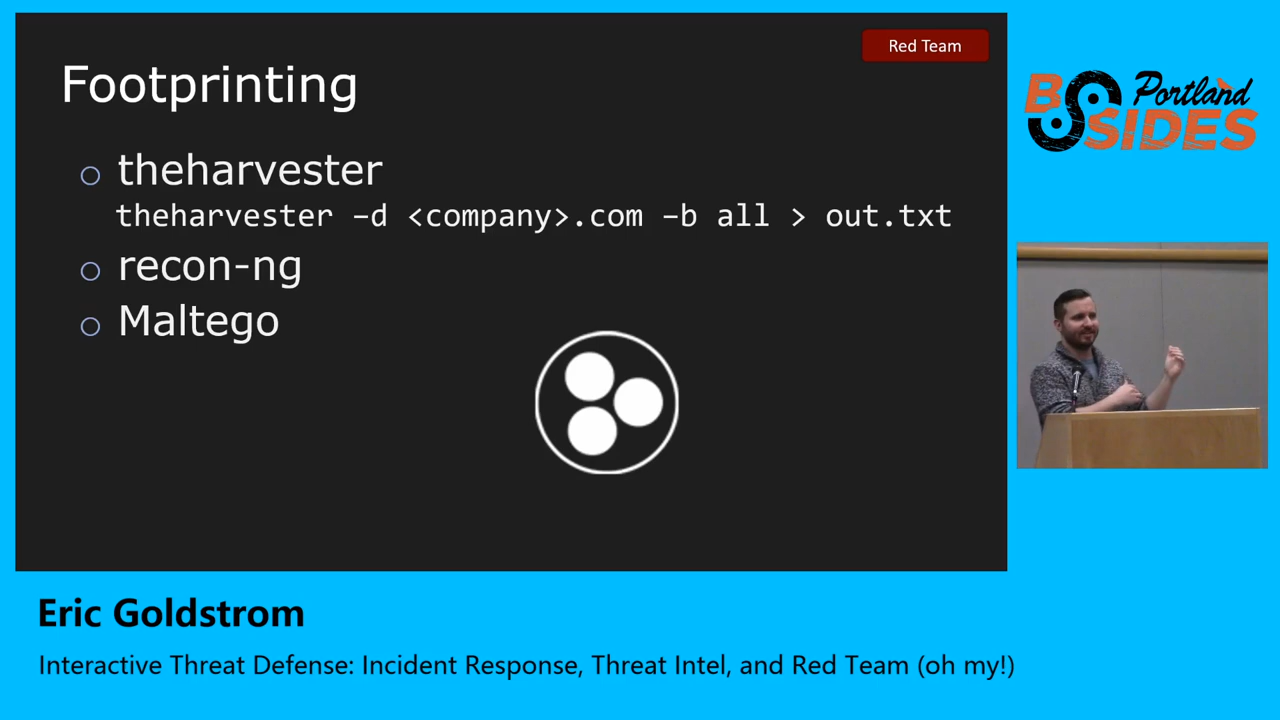 Red Team
Footprinting
theharvester
theharvester –d <company>.com –b all > out.txt
recon-ng
Maltego
BSIDES Portland
Eric Goldstrom
Interactive Threat Defense: Incident Response, Threat Intel, and Red Team (oh my!)